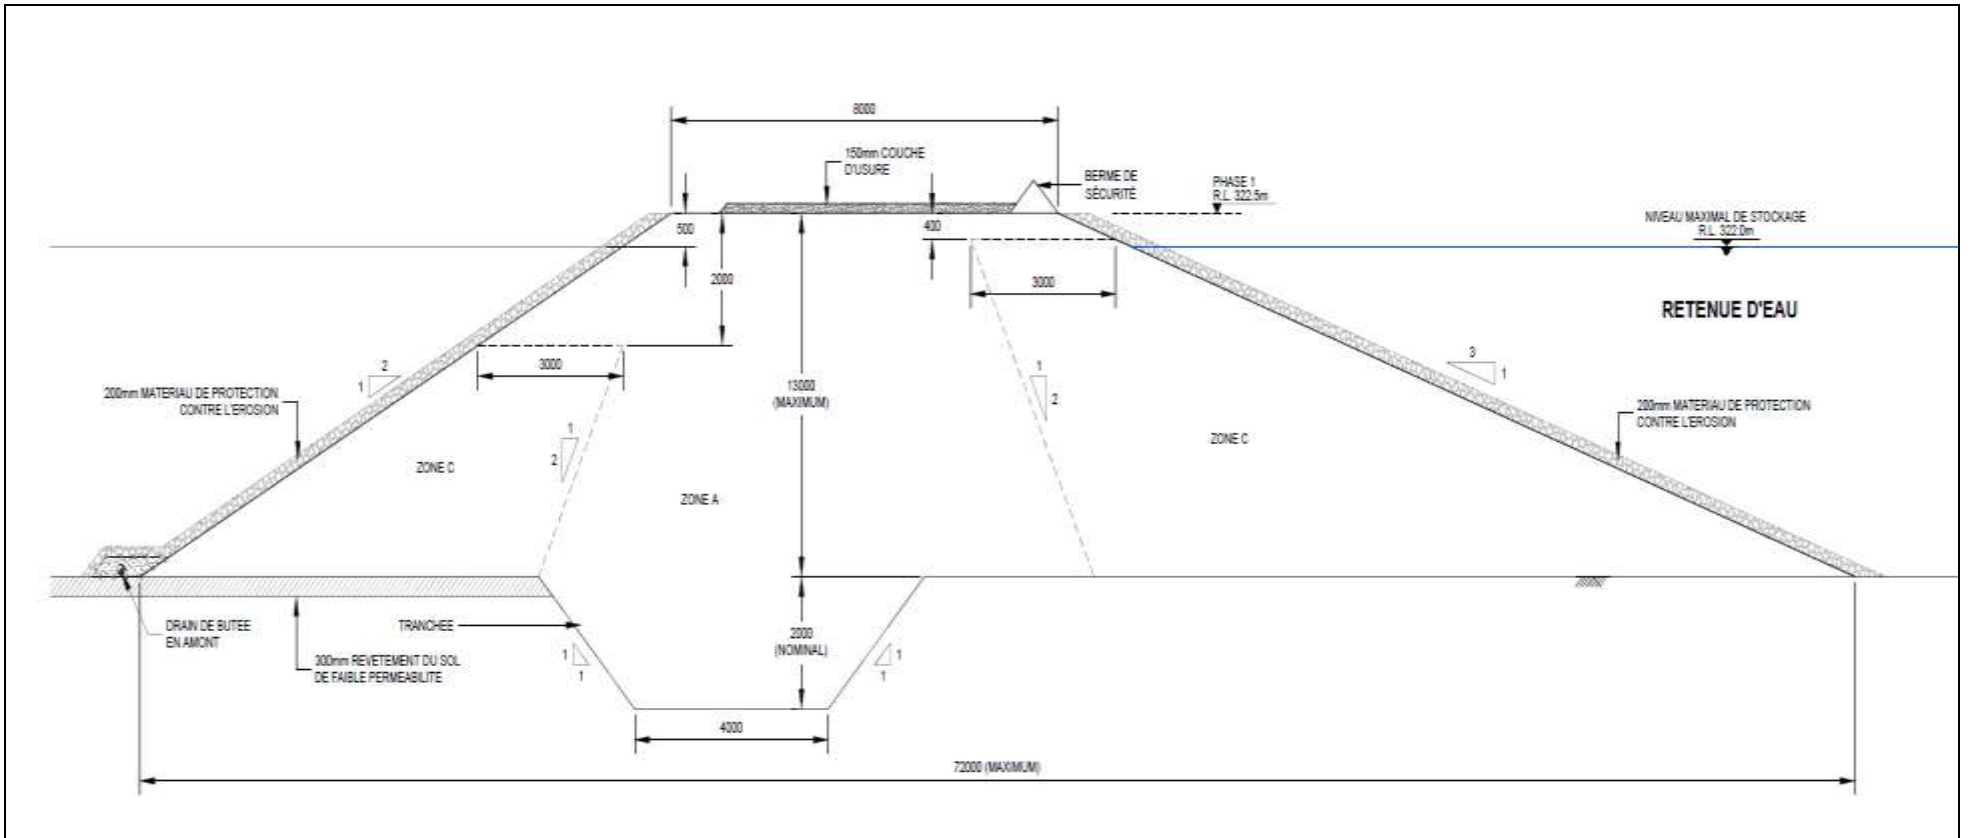 8000
150mm COUCHE
D'USURE
BERME DE
SÉCURITÉ
PHASE 1
R.L. 322.5m
NIVEAU MAXIMAL DE STOCKAGE
R.L. 322.0m
500
400
2000
3000
RETENUE D'EAU
2
1
3000
13000
(MAXIMUM)
1
2
3
1
200mm MATERIAU DE PROTECTION
CONTRE L'EROSION
200mm MATERIAU DE PROTECTION
CONTRE L'EROSION
1
2
ZONE C
ZONE C
ZONE A
DRAIN DE BUTEE
EN AMONT
TRANCHEE
300mm REVETEMENT DU SOL
DE FAIBLE PERMEABILITE
1
1
2000
(NOMINAL)
1
1
4000
72000 (MAXIMUM)